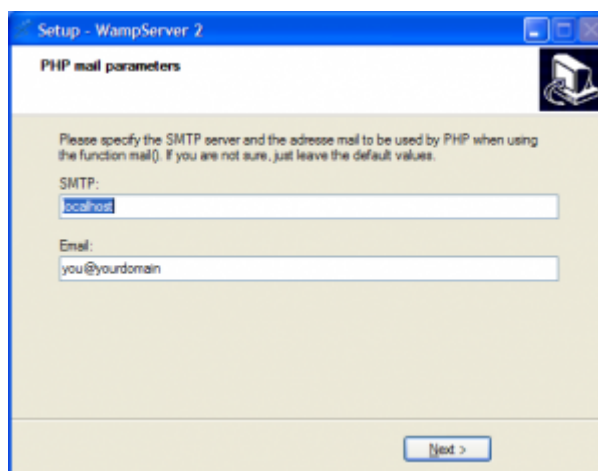 Setup - WampServer 2
PHP mail parameters
Please specify the SMTP server and the adresse mail to be used by PHP when using
the function mail(). If you are not sure, just leave the default values.
SMTP:
localhost
Email:
you@yourdomain
Next >